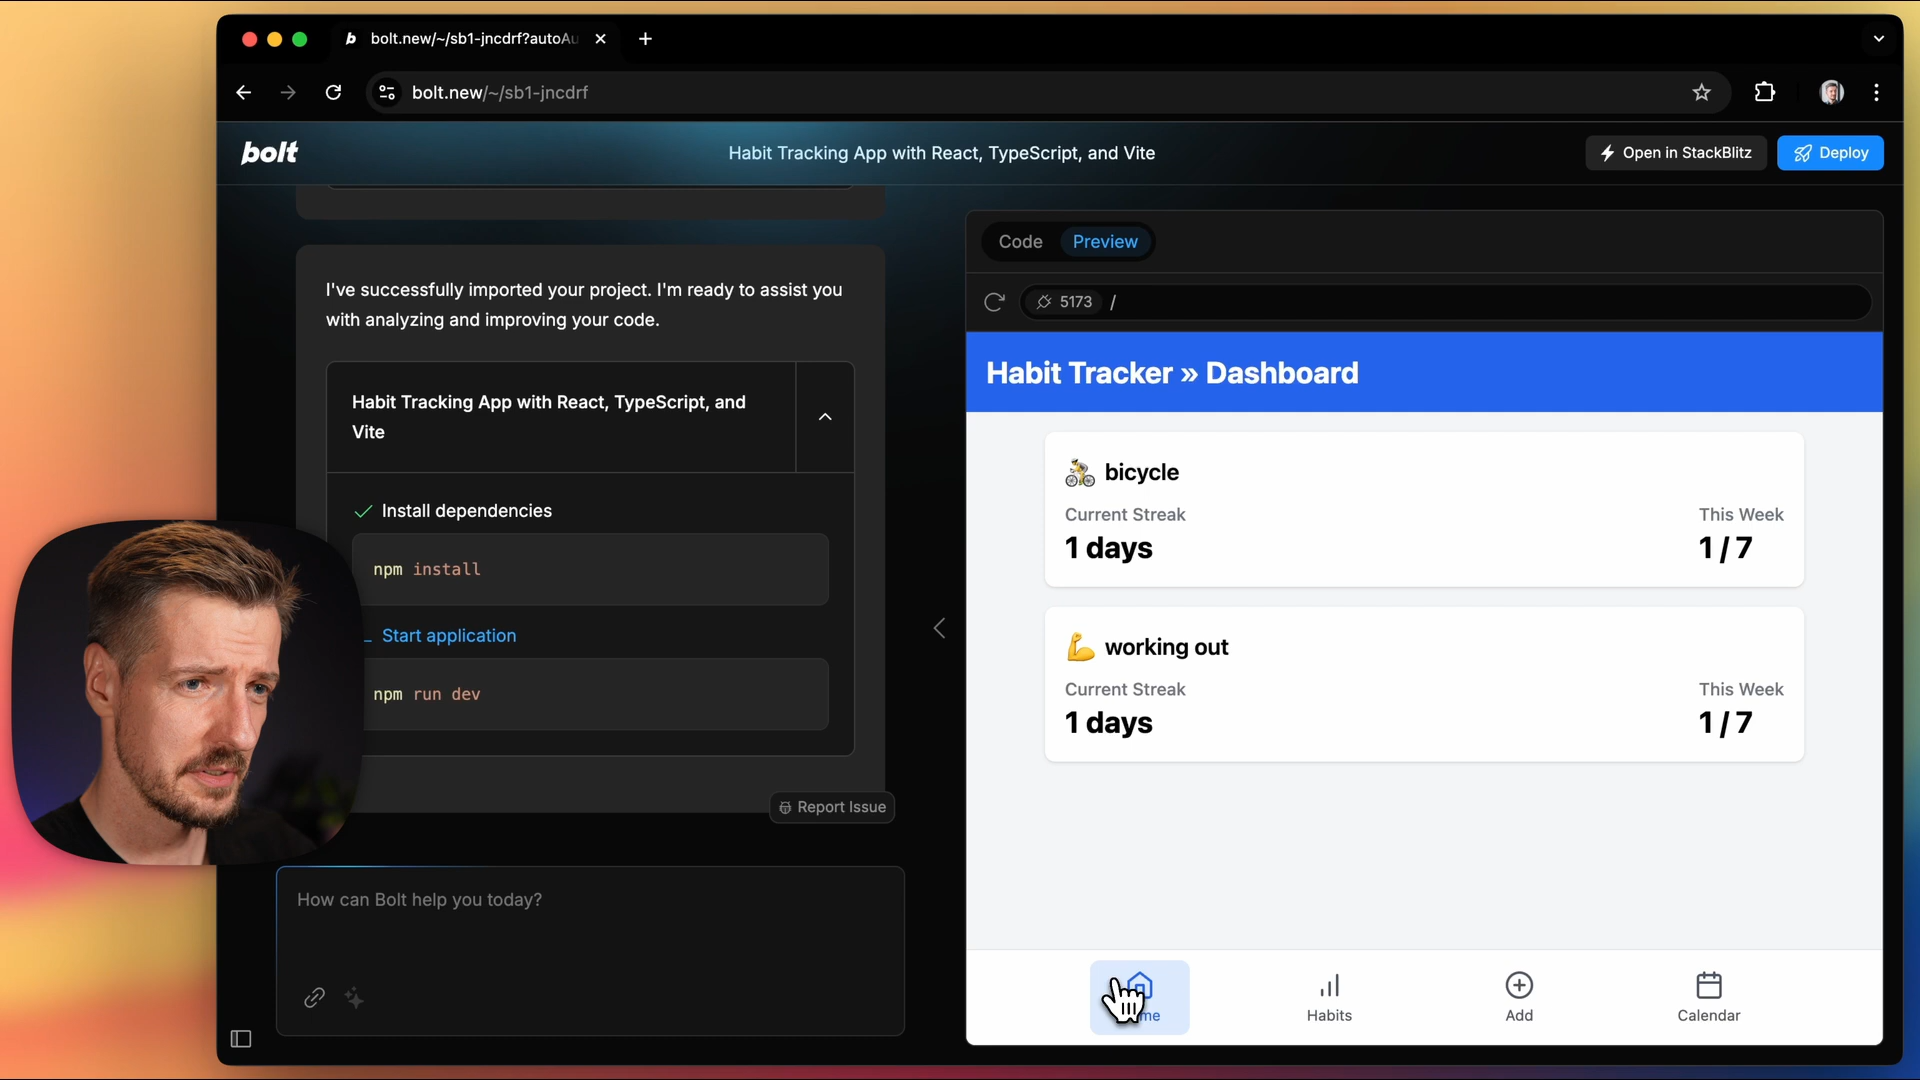 bolt.new/~/sb1-jncdrf?autoAu
bolt.new/~/sb1-jncdrf
bolt
Habit Tracking App with React, TypeScript, and Vite
Open in StackBlitz
Deploy
I've successfully imported your project. I'm ready to assist you
with analyzing and improving your code.
Habit Tracking App with React, TypeScript, and
Vite
Install dependencies
npm install
Start application
npm run dev
Report Issue
How can Bolt help you today?
Code
Preview
5173
/
Habit Tracker » Dashboard
bicycle
Current Streak
This Week
1 days
1 / 7
working out
Current Streak
This Week
1 days
1 / 7
Habits
Add
Calendar